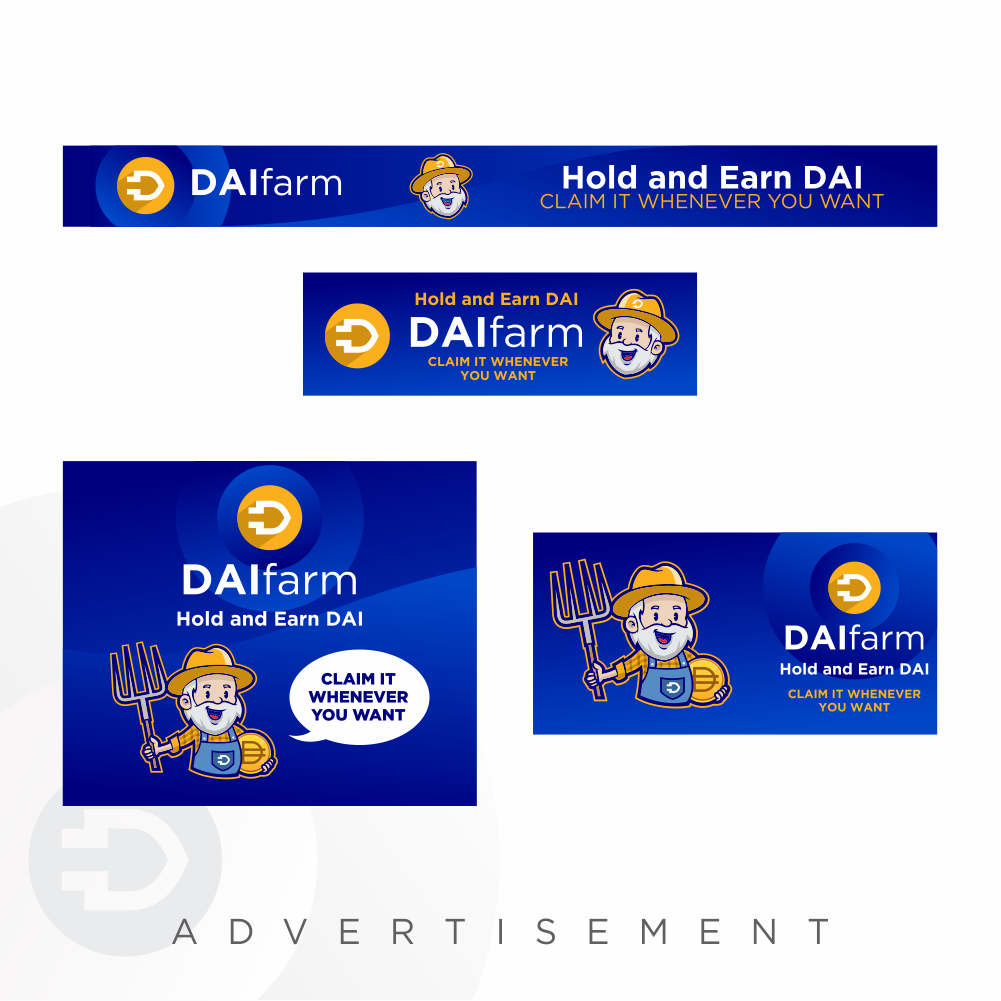 DAIfarm
Hold and Earn DAI
CLAIM IT WHENEVER YOU WANT
Hold and Earn DAI
DAIfarm
CLAIM IT WHENEVER
YOU WANT
DAIfarm
Hold and Earn DAI
CLAIM IT
WHENEVER
YOU WANT
DAIfarm
Hold and Earn DAI
CLAIM IT WHENEVER
YOU WANT
ADVERTISEMENT